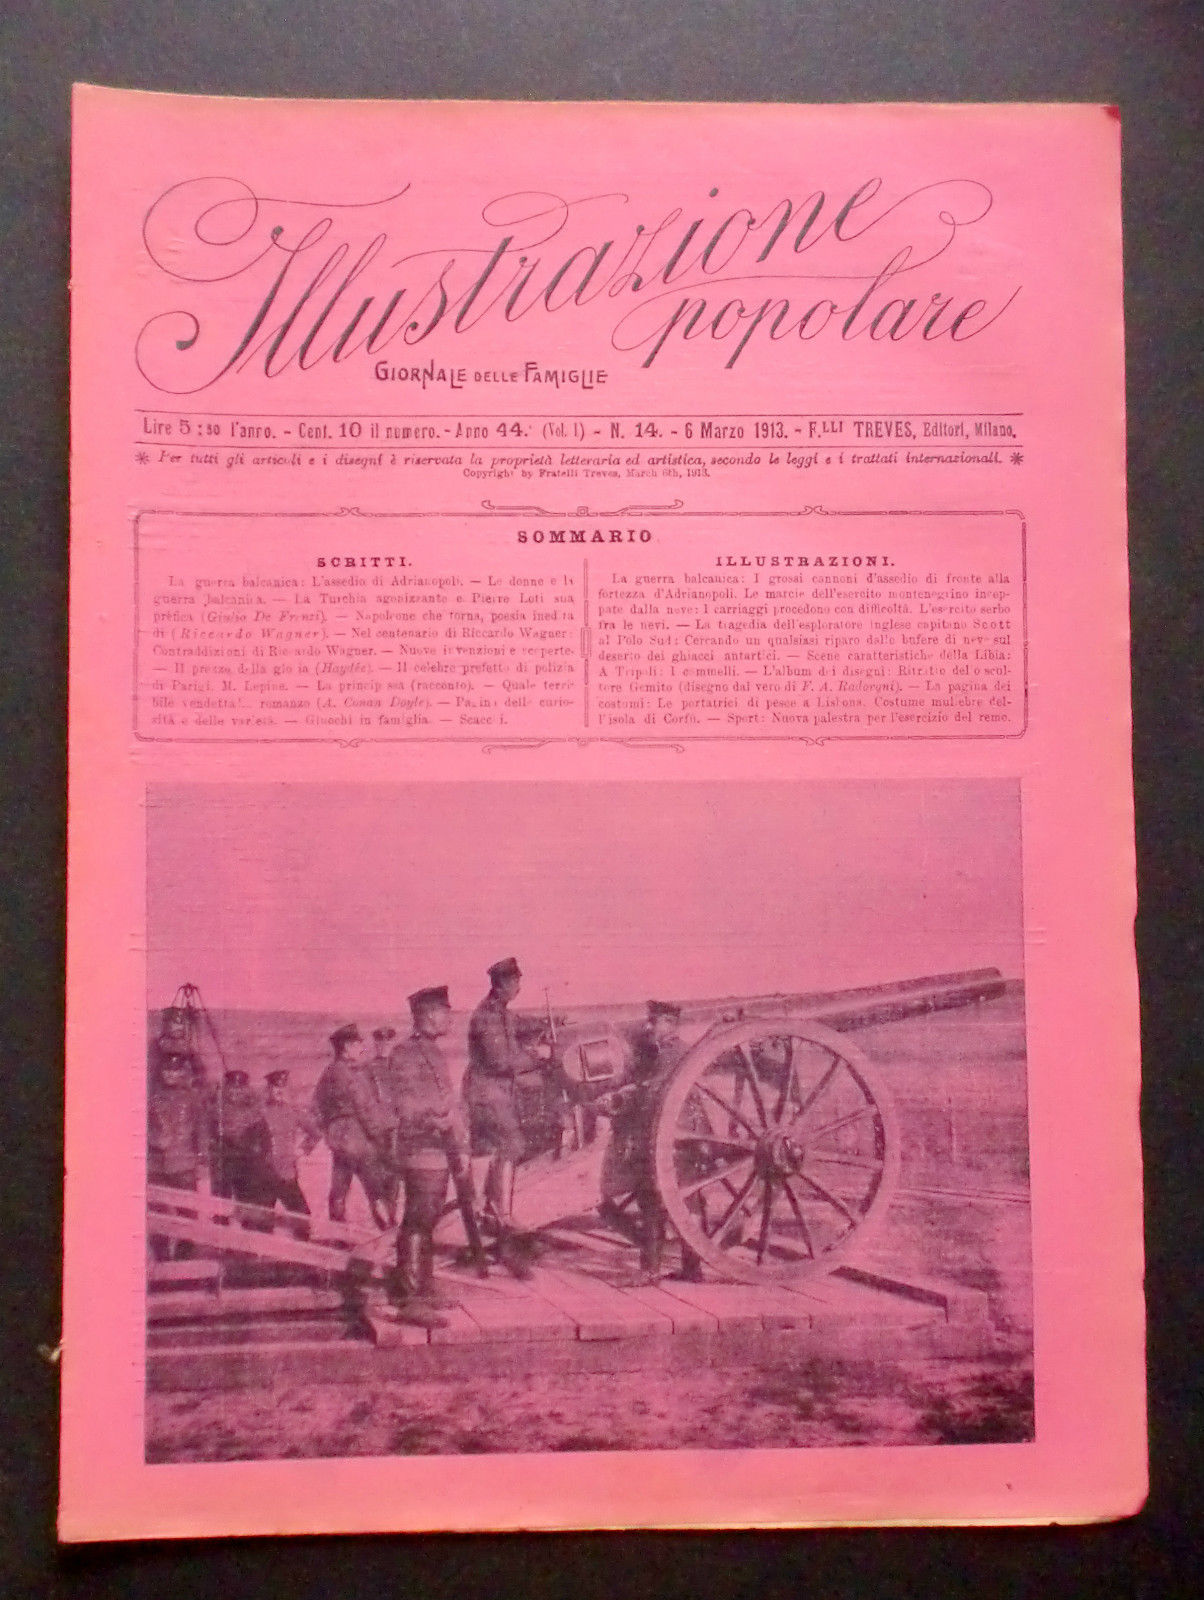 Illustrazione
popolare
GIORNALE DELLE FAMIGLIE
Lire 5:50 l'anno. - Cent. 10 il numero. - Anno 44.° (Vol. I) - N. 14. - 6 Marzo 1913. - F.LLI TREVES, Editori, Milano.
* Per tutti gli articoli e i disegni è riservata la proprietà letteraria ed artistica, secondo le leggi e i trattati internazionali. *
Copyright by Fratelli Treves, March 6th, 1913.
SOMMARIO
SCRITTI.
La guerra balcanica: L'assedio di Adrianopoli. — Le donne e la
guerra balcanica. — La Turchia agonizzante e Pierre Loti suo
prefica (Giulio De Frenzi). — Napoleone che torna, poesia inedita
di (Riccardo Wagner). — Nel centenario di Riccardo Wagner:
Contraddizioni di Riccardo Wagner. — Nuove invenzioni e scoperte.
— Il prezzo della gloria (Haydée). — Il celebre prefetto di polizia
di Parigi, M. Lepine. — La principessa (racconto). — Quale terri-
bile vendetta!... romanzo (A. Conan Doyle). — Pagine delle curio-
sità e delle varietà. — Giuochi in famiglia. — Scacchi.
ILLUSTRAZIONI.
La guerra balcanica: I grossi cannoni d'assedio di fronte alla
fortezza d'Adrianopoli. Le marcie dell'esercito montenegrino incep-
pate dalla neve: I carriaggi procedono con difficoltà. L'esercito serbo
fra le nevi. — La tragedia dell'esploratore inglese capitano Scott
al Polo Sud: Cercando un qualsiasi riparo dalle bufere di neve sul
deserto dei ghiacci antartici. — Scene caratteristiche della Libia:
A Tripoli: I cammelli. — L'album dei disegni: Ritratto dello scul-
tore Gemito (disegno dal vero di F. A. Radorgni). — La pagina dei
costumi: Le portatrici di pesce a Lisbona. Costume muliebre del-
l'isola di Corfù. — Sport: Nuova palestra per l'esercizio del remo.